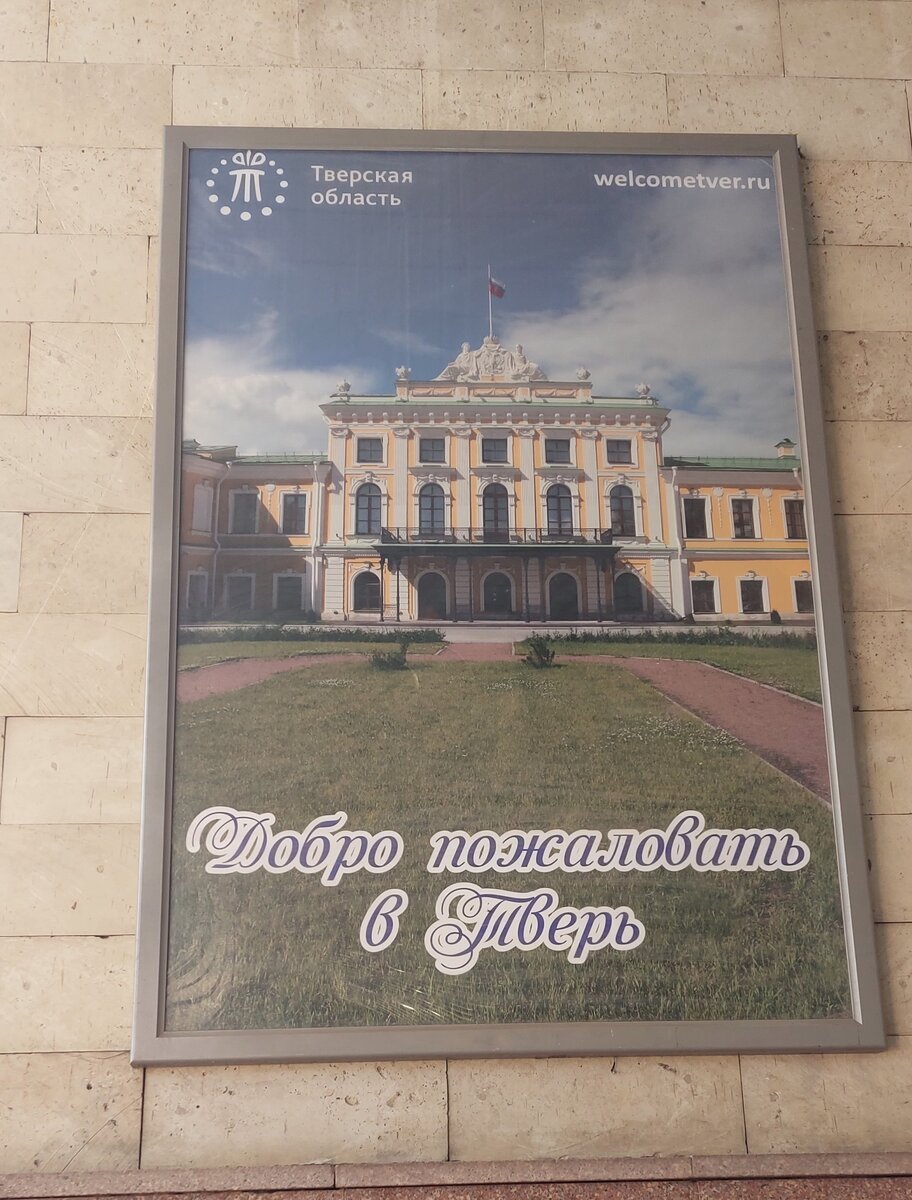 Тверская
область
welcometver.ru
Добро пожаловать
в Тверь